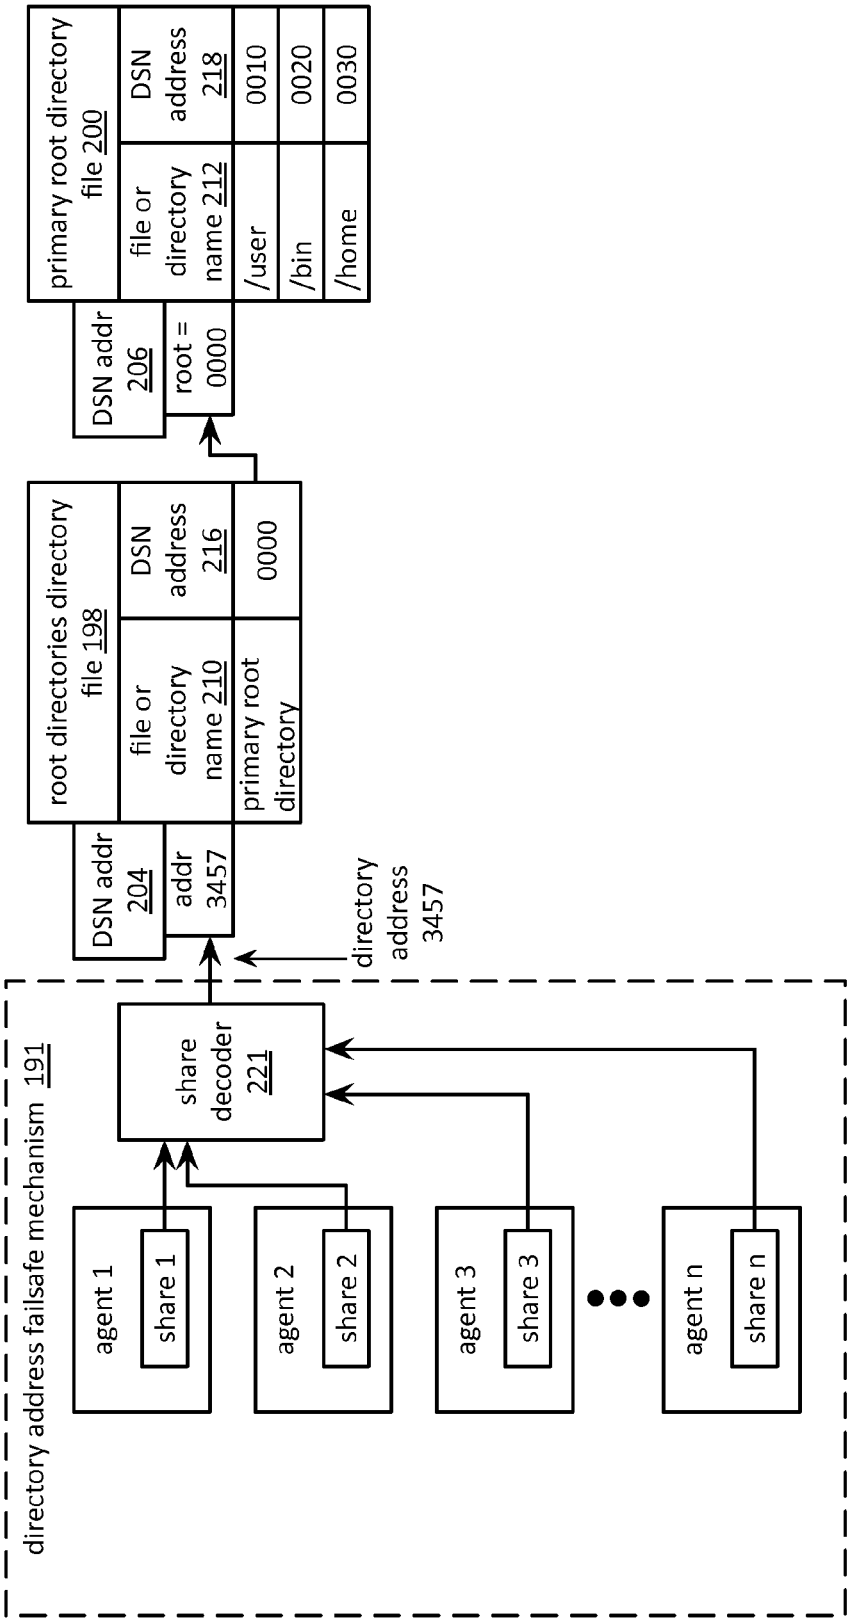 directory address failsafe mechanism 191
agent 1
share 1
agent 2
share 2
agent 3
share 3
agent n
share n
share
decoder
221
directory
address
3457
DSN addr
204
addr
3457
root directories directory
file 198
file or
directory
name 210
DSN
address
216
primary root
directory
0000
DSN addr
206
root =
0000
primary root directory
file 200
file or
directory
name 212
DSN
address
218
/user
0010
/bin
0020
/home
0030